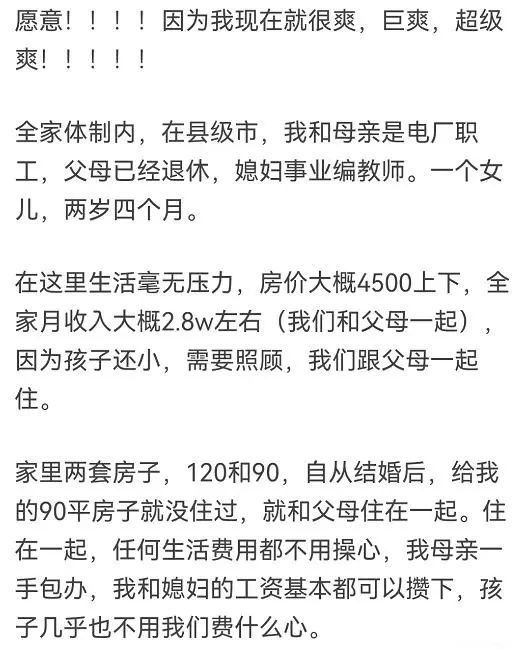 愿意！！！！因为我现在就很爽，巨爽，超级
爽！！！！！
全家体制内，在县级市，我和母亲是电厂职
工，父母已经退休，媳妇事业编教师。一个女
儿，两岁四个月。
在这里生活毫无压力，房价大概4500上下，全
家月收入大概2.8w左右（我们和父母一起），
因为孩子还小，需要照顾，我们跟父母一起
住。
家里两套房子，120和90，自从结婚后，给我
的90平房子就没住过，就和父母住在一起。住
在一起，任何生活费用都不用操心，我母亲一
手包办，我和媳妇的工资基本都可以攒下，孩
子几乎也不用我们费什么心。